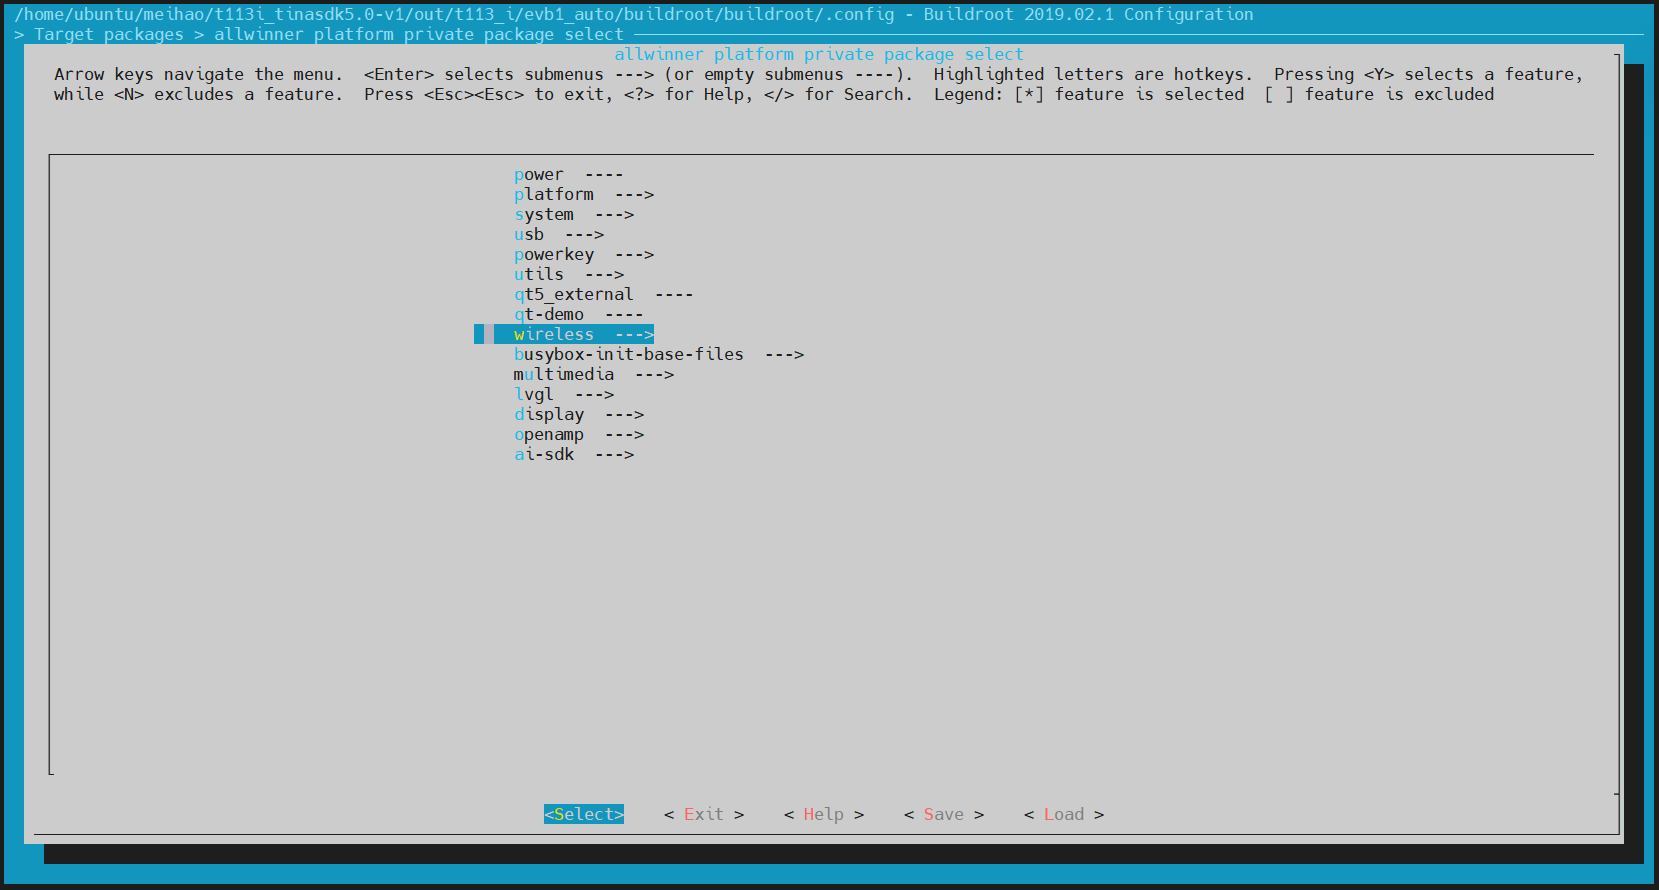 /home/ubuntu/meihao/t113i_tinasdk5.0-v1/out/t113_i/evb1_auto/buildroot/buildroot/.config - Buildroot 2019.02.1 Configuration
> Target packages > allwinner platform private package select
allwinner platform private package select
Arrow keys navigate the menu.  <Enter> selects submenus ---> (or empty submenus ----).  Highlighted letters are hotkeys.  Pressing <Y> selects a feature,
while <N> excludes a feature.  Press <Esc><Esc> to exit, <?> for Help, </> for Search.  Legend: [*] feature is selected  [ ] feature is excluded
power  ----
platform  --->
system  --->
usb  --->
powerkey  --->
utils  --->
qt5_external  ----
qt-demo  ----
wireless  --->
busybox-init-base-files  --->
multimedia  --->
lvgl  --->
display  --->
openamp  --->
ai-sdk  --->
<Select>    < Exit >    < Help >    < Save >    < Load >